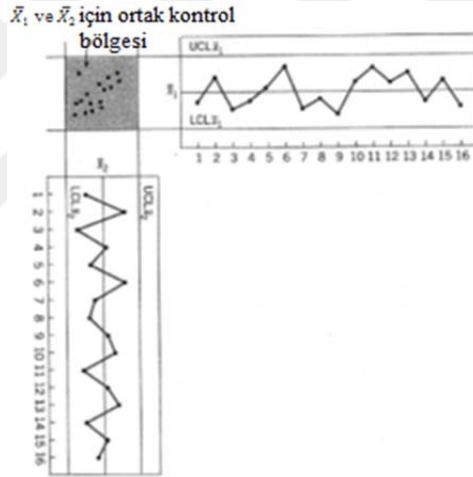 X̄₁ ve X̄₂ için ortak kontrol
bölgesi
UCLx̄₁
x̄₁
LCLx̄₁
1 2 3 4 5 6 7 8 9 10 11 12 13 14 15 16
x̄₂
LCLx̄₂
UCLx̄₂
1 2 3 4 5 6 7 8 9 10 11 12 13 14 15 16